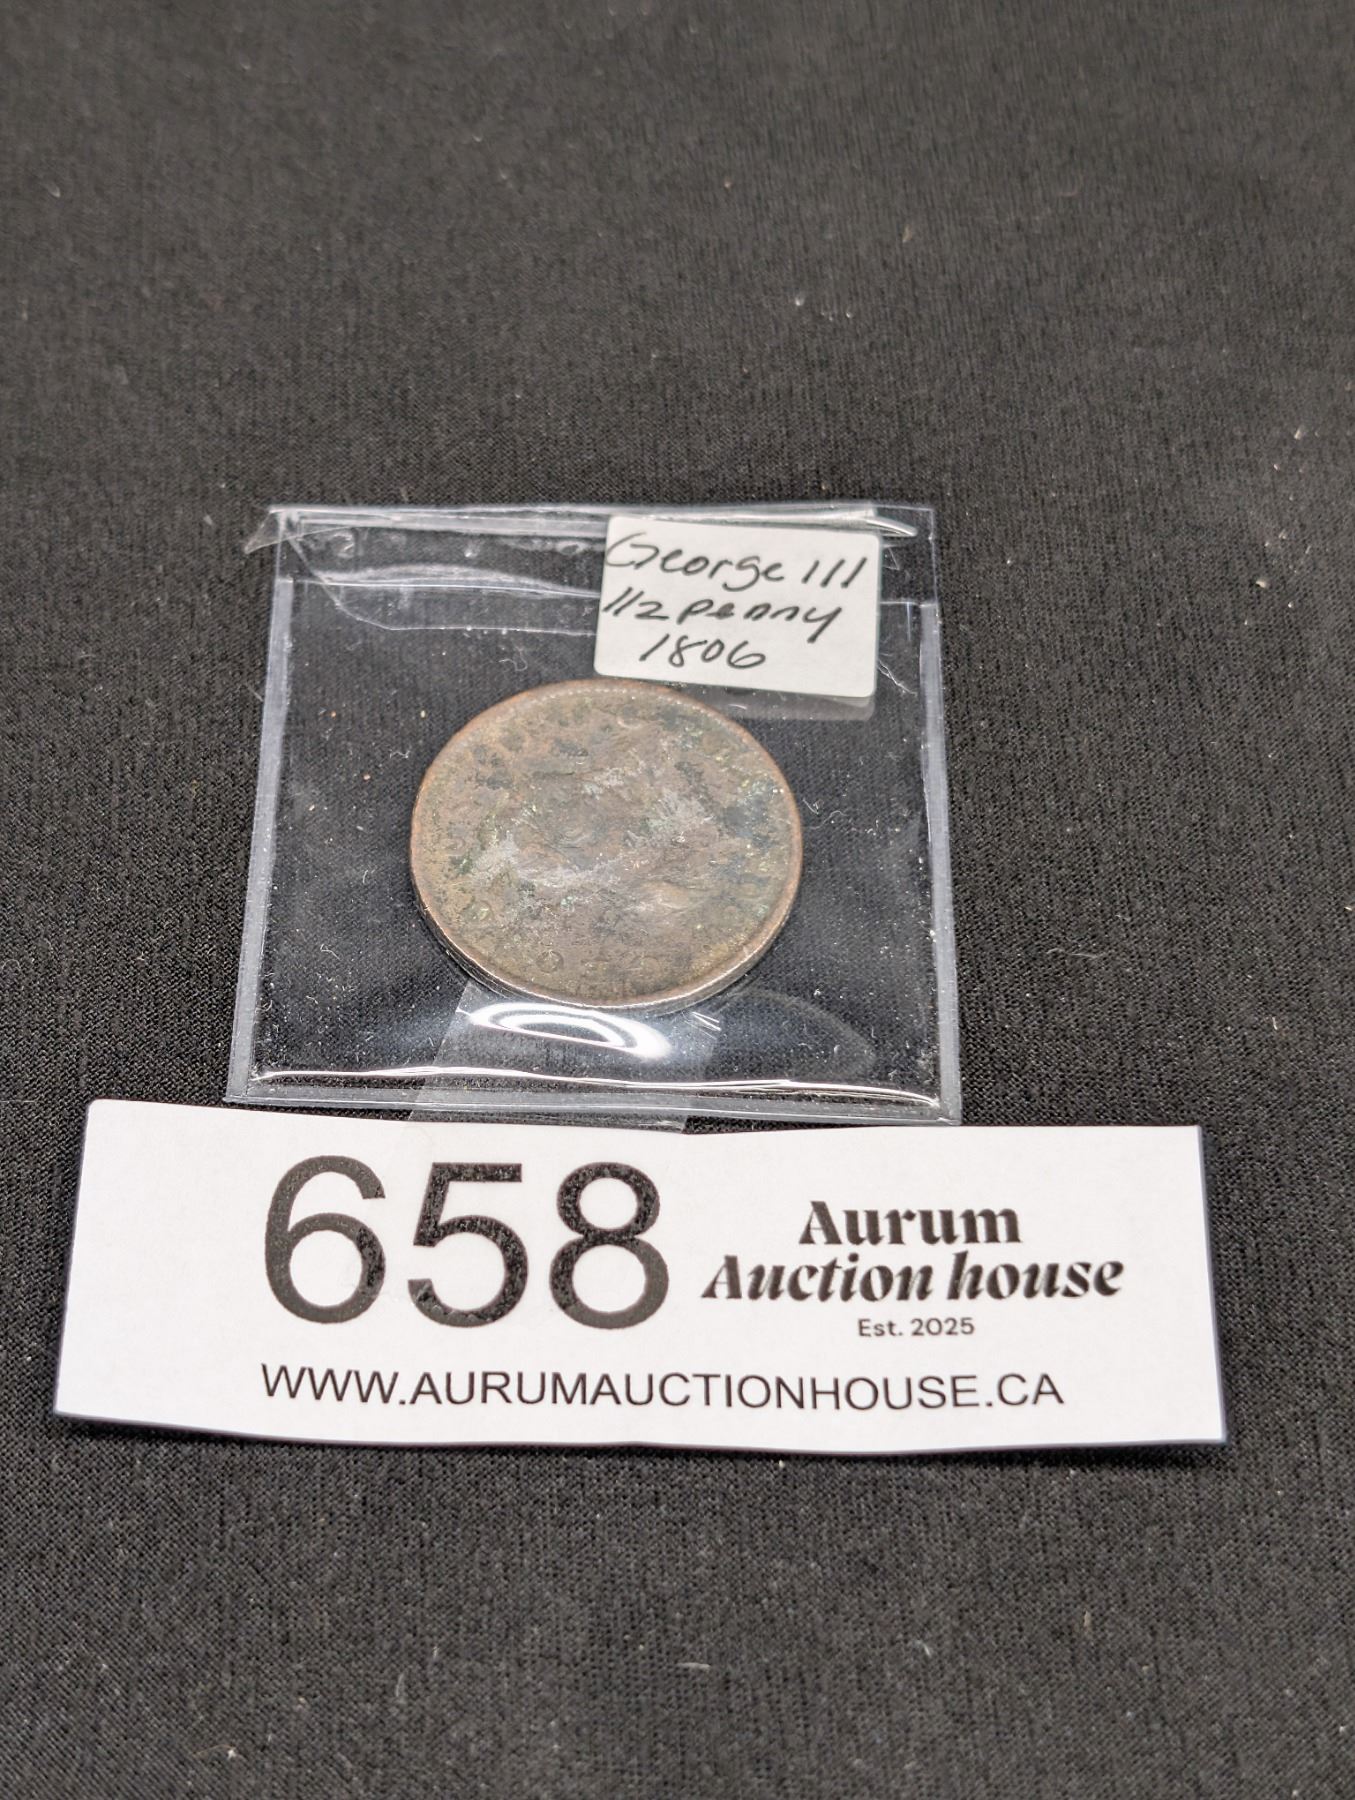 George III
1/2 penny
1806
658
Aurum
Auction house
Est. 2025
WWW.AURUMAUCTIONHOUSE.CA